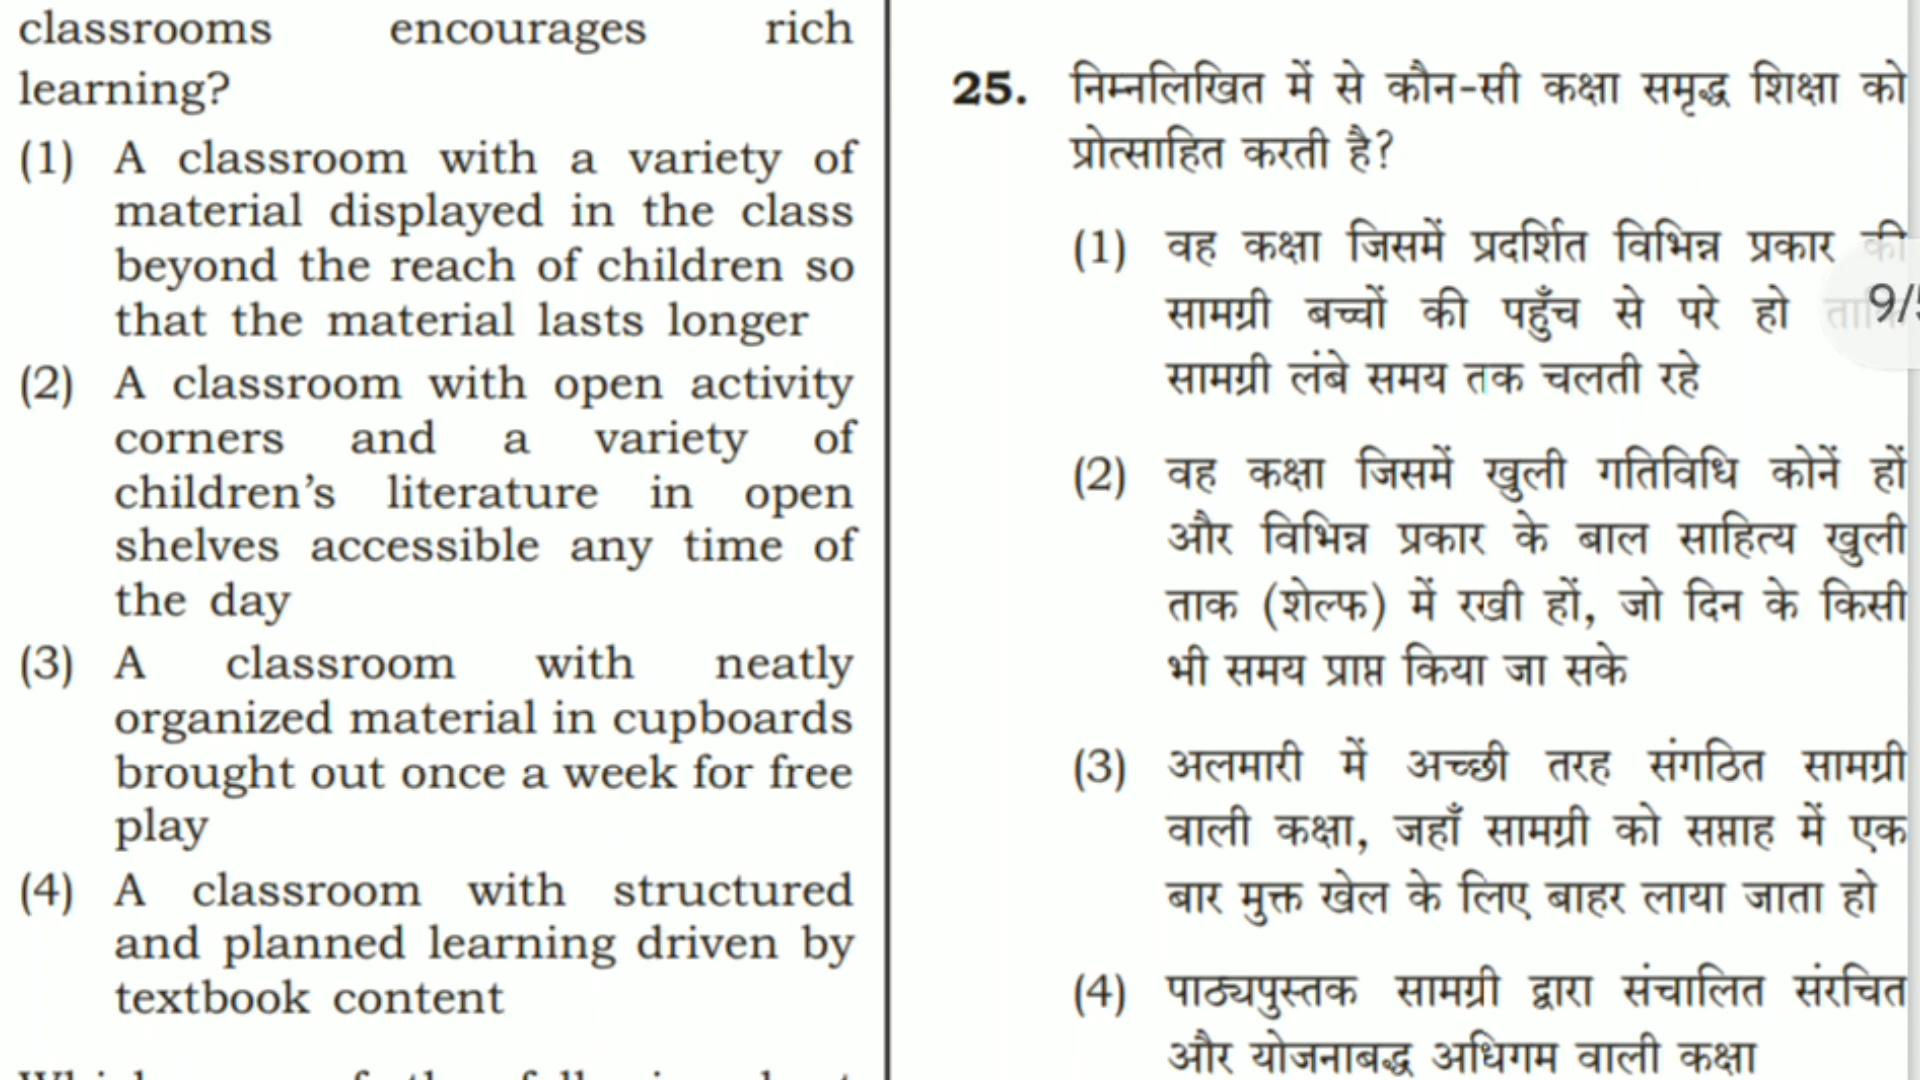 classrooms encourages rich
learning?
(1) A classroom with a variety of
material displayed in the class
beyond the reach of children so
that the material lasts longer
(2) A classroom with open activity
corners and a variety of
children's literature in open
shelves accessible any time of
the day
(3) A classroom with neatly
organized material in cupboards
brought out once a week for free
play
(4) A classroom with structured
and planned learning driven by
textbook content
25. निम्नलिखित में से कौन-सी कक्षा समृद्ध शिक्षा को
प्रोत्साहित करती है?
(1) वह कक्षा जिसमें प्रदर्शित विभिन्न प्रकार की
सामग्री बच्चों की पहुँच से परे हो
सामग्री लंबे समय तक चलती रहे
(2) वह कक्षा जिसमें खुली गतिविधि कोनें हों
और विभिन्न प्रकार के बाल साहित्य खुली
ताक (शेल्फ) में रखी हों, जो दिन के किसी
भी समय प्राप्त किया जा सके
(3) अलमारी में अच्छी तरह संगठित सामग्री
वाली कक्षा, जहाँ सामग्री को सप्ताह में एक
बार मुक्त खेल के लिए बाहर लाया जाता हो
(4) पाठ्यपुस्तक सामग्री द्वारा संचालित संरचित
और योजनाबद्ध अधिगम वाली कक्षा